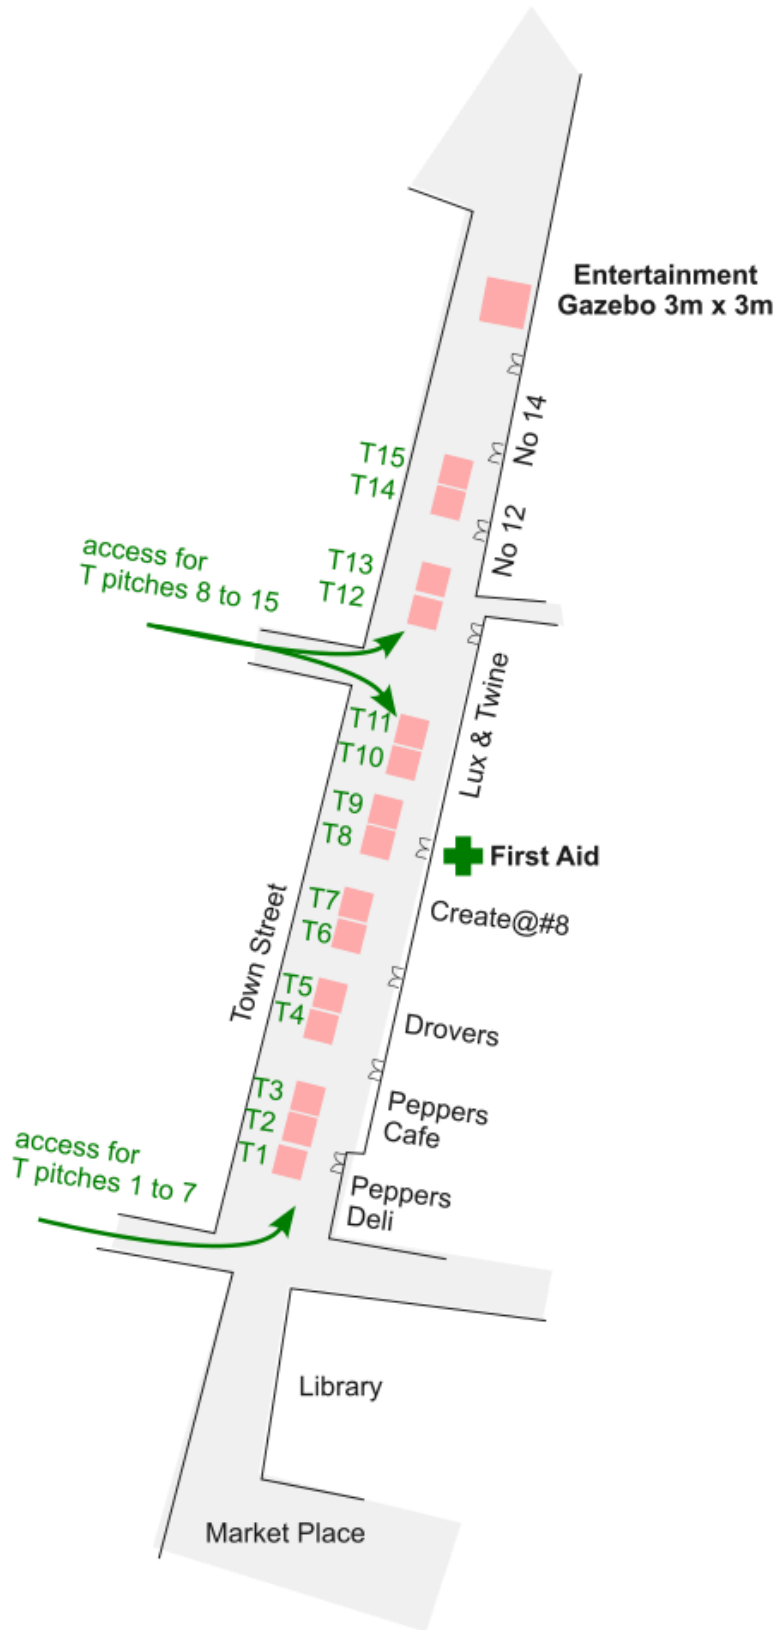 Entertainment
Gazebo 3m x 3m
No 14
T15
T14
No 12
access for
T pitches 8 to 15
T13
T12
Lux & Twine
T11
T10
T9
T8
First Aid
Town Street
T7
T6
Create@#8
T5
T4
Drovers
T3
T2
T1
Peppers
Cafe
access for
T pitches 1 to 7
Peppers
Deli
Library
Market Place